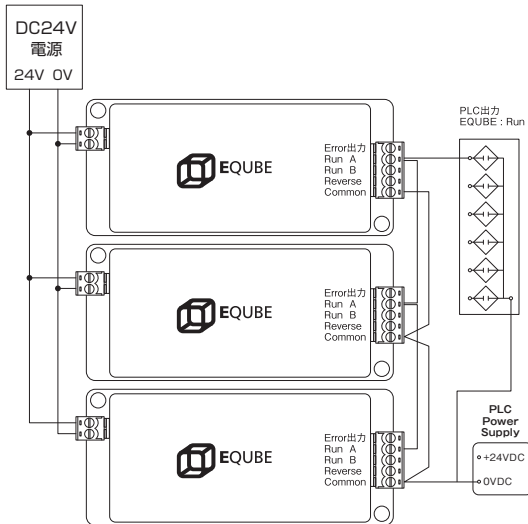 DC24V
電源
24V 0V
PLC出力
EQUBE : Run
EQUBE
Error出力
Run A
Run B
Reverse
Common
EQUBE
Error出力
Run A
Run B
Reverse
Common
EQUBE
Error出力
Run A
Run B
Reverse
Common
PLC
Power
Supply
+24VDC
0VDC